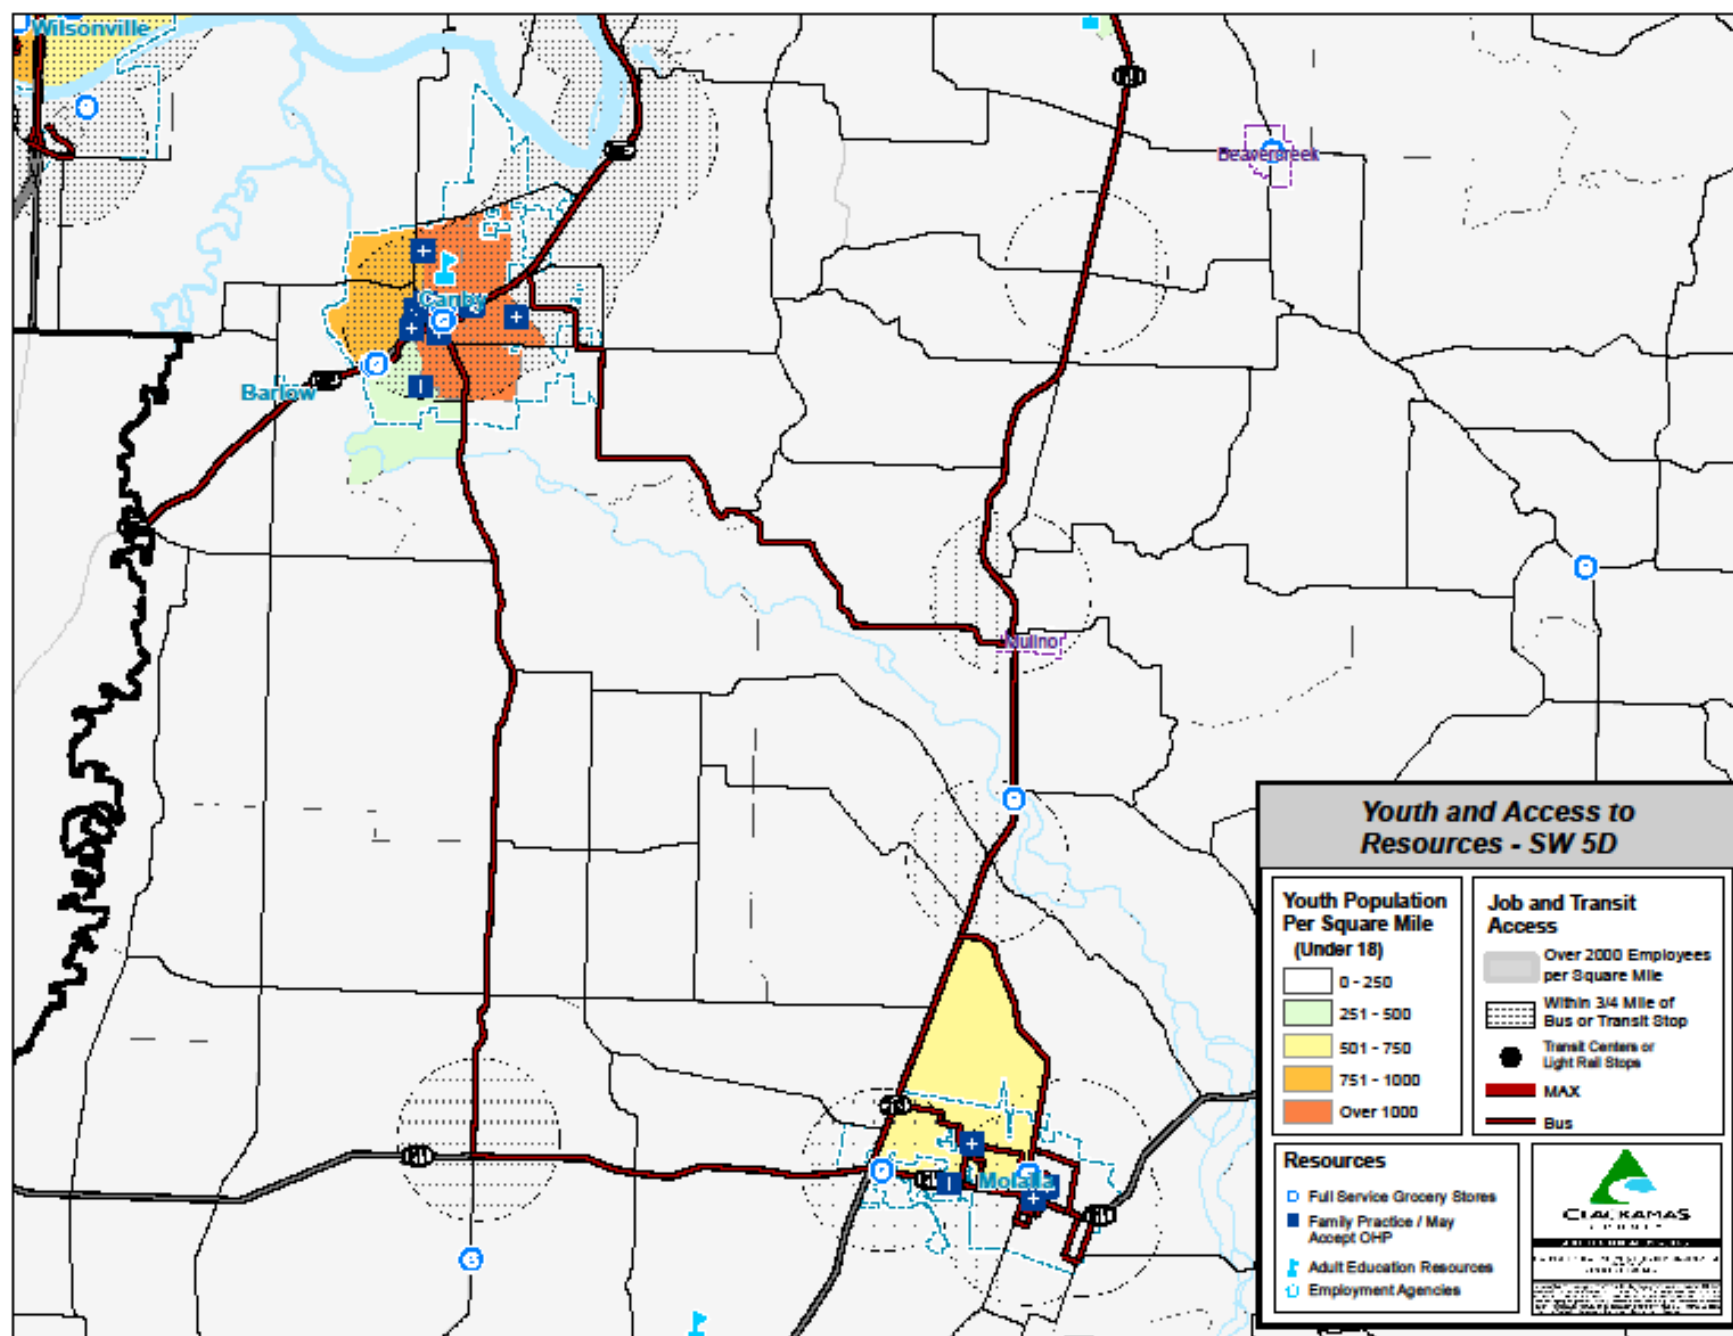 Wilsonville
Beavercreek
Canby
Barlow
Mulino
Molalla
Youth and Access to
Resources - SW 5D
Youth Population
Per Square Mile
(Under 18)
0 - 250
251 - 500
501 - 750
751 - 1000
Over 1000
Job and Transit
Access
Over 2000 Employees
per Square Mile
Within 3/4 Mile of
Bus or Transit Stop
Transit Centers or
Light Rail Stops
MAX
Bus
Resources
Full Service Grocery Stores
Family Practice / May
Accept OHP
Adult Education Resources
Employment Agencies
CLACKAMAS
COUNTY